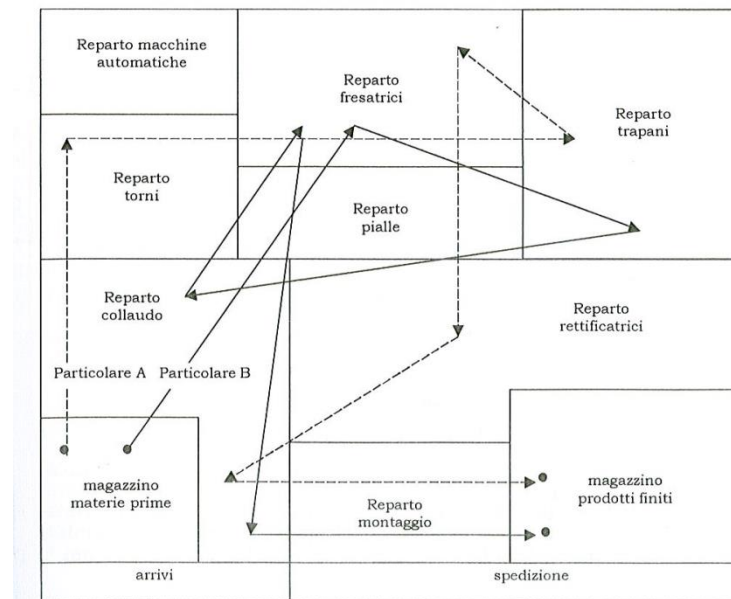 Reparto macchine
automatiche
Reparto
fresatrici
Reparto
trapani
Reparto
torni
Reparto
pialle
Reparto
collaudo
Reparto
rettificatrici
Particolare A
Particolare B
magazzino
materie prime
magazzino
prodotti finiti
Reparto
montaggio
arrivi
spedizione